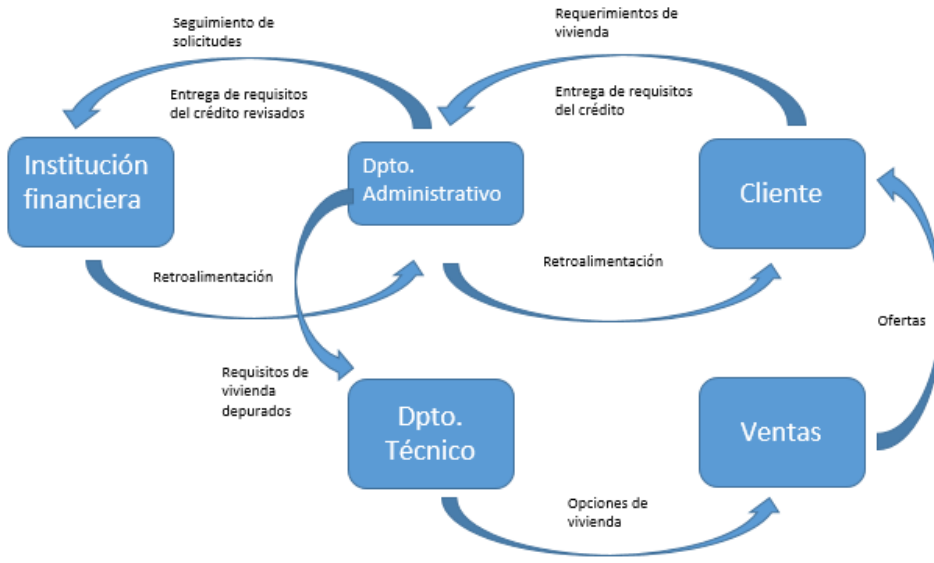 Seguimiento de
solicitudes
Requerimientos de
vivienda
Entrega de requisitos
del crédito revisados
Entrega de requisitos
del crédito
Institución
financiera
Dpto.
Administrativo
Cliente
Retroalimentación
Retroalimentación
Ofertas
Requisitos de
vivienda
depurados
Dpto.
Técnico
Ventas
Opciones de
vivienda